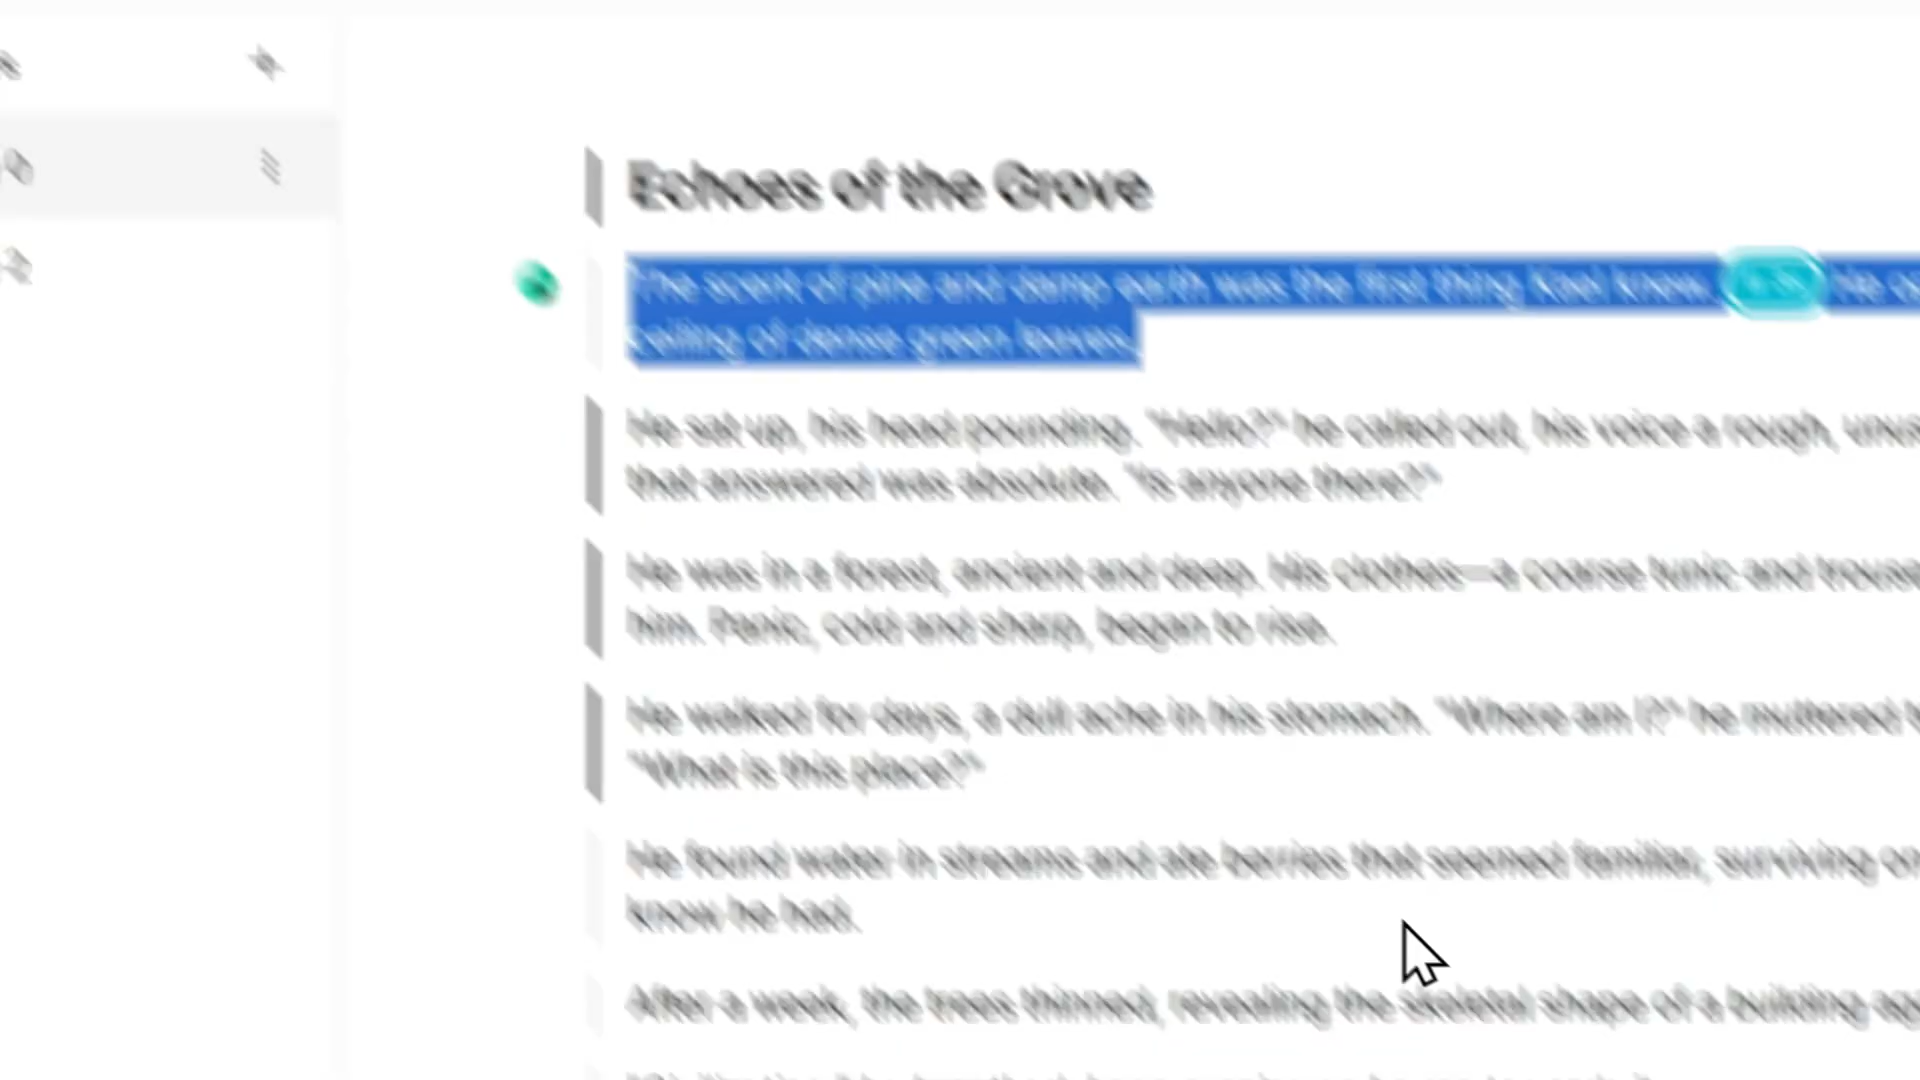 Echoes of the Grove
The scent of pine and damp earth was the first thing Kael knew. He
ceiling of dense green leaves.
He sat up, his head pounding. "Hello?" he called out, his voice a rough,
that answered was absolute. "Is anyone there?"
He was in a forest, ancient and deep. His clothes—a coarse tunic and
him. Panic, cold and sharp, began to rise.
He walked for days, a dull ache in his stomach. "Where am I?" he muttered
"What is this place?"
He found water in streams and ate berries that seemed familiar, surviving on
know he had.
After a week, the trees thinned, revealing the skeletal shape of a building